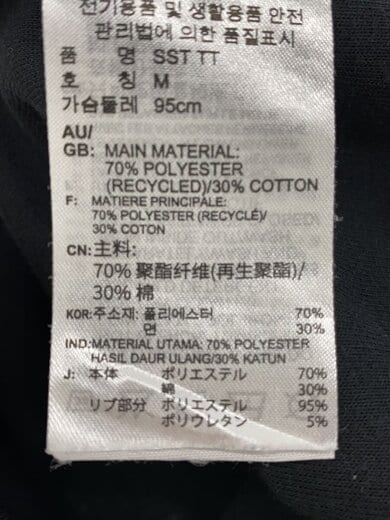 전기용품 및 생활용품 안전
관리법에 의한 품질표시
품 명 SST TT
호 칭 M
가슴둘레 95cm
AU/
GB: MAIN MATERIAL:
70% POLYESTER
(RECYCLED)/30% COTTON
F: MATIERE PRINCIPALE:
70% POLYESTER (RECYCLÉ)/
30% COTON
CN:主料:
70% 聚酯纤维(再生聚酯)/
30% 棉
KOR:주소재: 폴리에스터 70%
면 30%
IND:MATERIAL UTAMA: 70% POLYESTER
HASIL DAUR ULANG/30% KATUN
J: 本体 ポリエステル 70%
綿 30%
リブ部分 ポリエステル 95%
ポリウレタン 5%